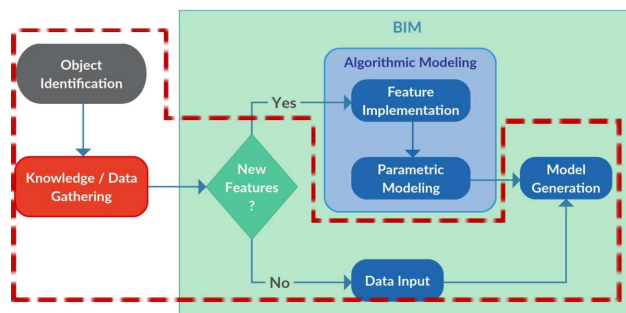 BIM
Object
Identification
Algorithmic Modeling
Yes
Feature
Implementation
Knowledge / Data
Gathering
New
Features
?
Parametric
Modeling
Model
Generation
No
Data Input